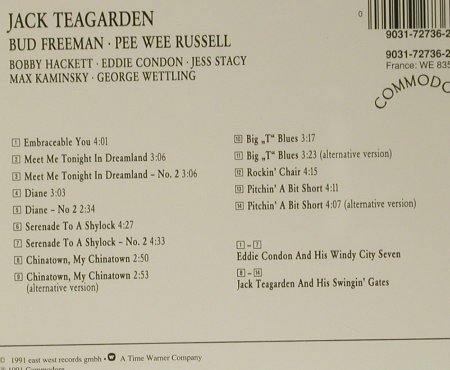 JACK TEAGARDEN
BUD FREEMAN · PEE WEE RUSSELL
BOBBY HACKETT · EDDIE CONDON · JESS STACY
MAX KAMINSKY · GEORGE WETTLING
0
9031-72736-2
9031-72736-2
France: WE 835
COMMODO
1 Embraceable You 4:01
2 Meet Me Tonight In Dreamland 3:06
3 Meet Me Tonight In Dreamland – No. 2 3:06
4 Diane 3:03
5 Diane – No 2 2:34
6 Serenade To A Shylock 4:27
7 Serenade To A Shylock – No. 2 4:33
8 Chinatown, My Chinatown 2:50
9 Chinatown, My Chinatown 2:53
(alternative version)
10 Big „T" Blues 3:17
11 Big „T" Blues 3:23 (alternative version)
12 Rockin' Chair 4:15
13 Pitchin' A Bit Short 4:11
14 Pitchin' A Bit Short 4:07 (alternative version)
1 – 7
Eddie Condon And His Windy City Seven
8 – 14
Jack Teagarden And His Swingin' Gates
© 1991 east west records gmbh · A Time Warner Company
℗ 1991 Commodore